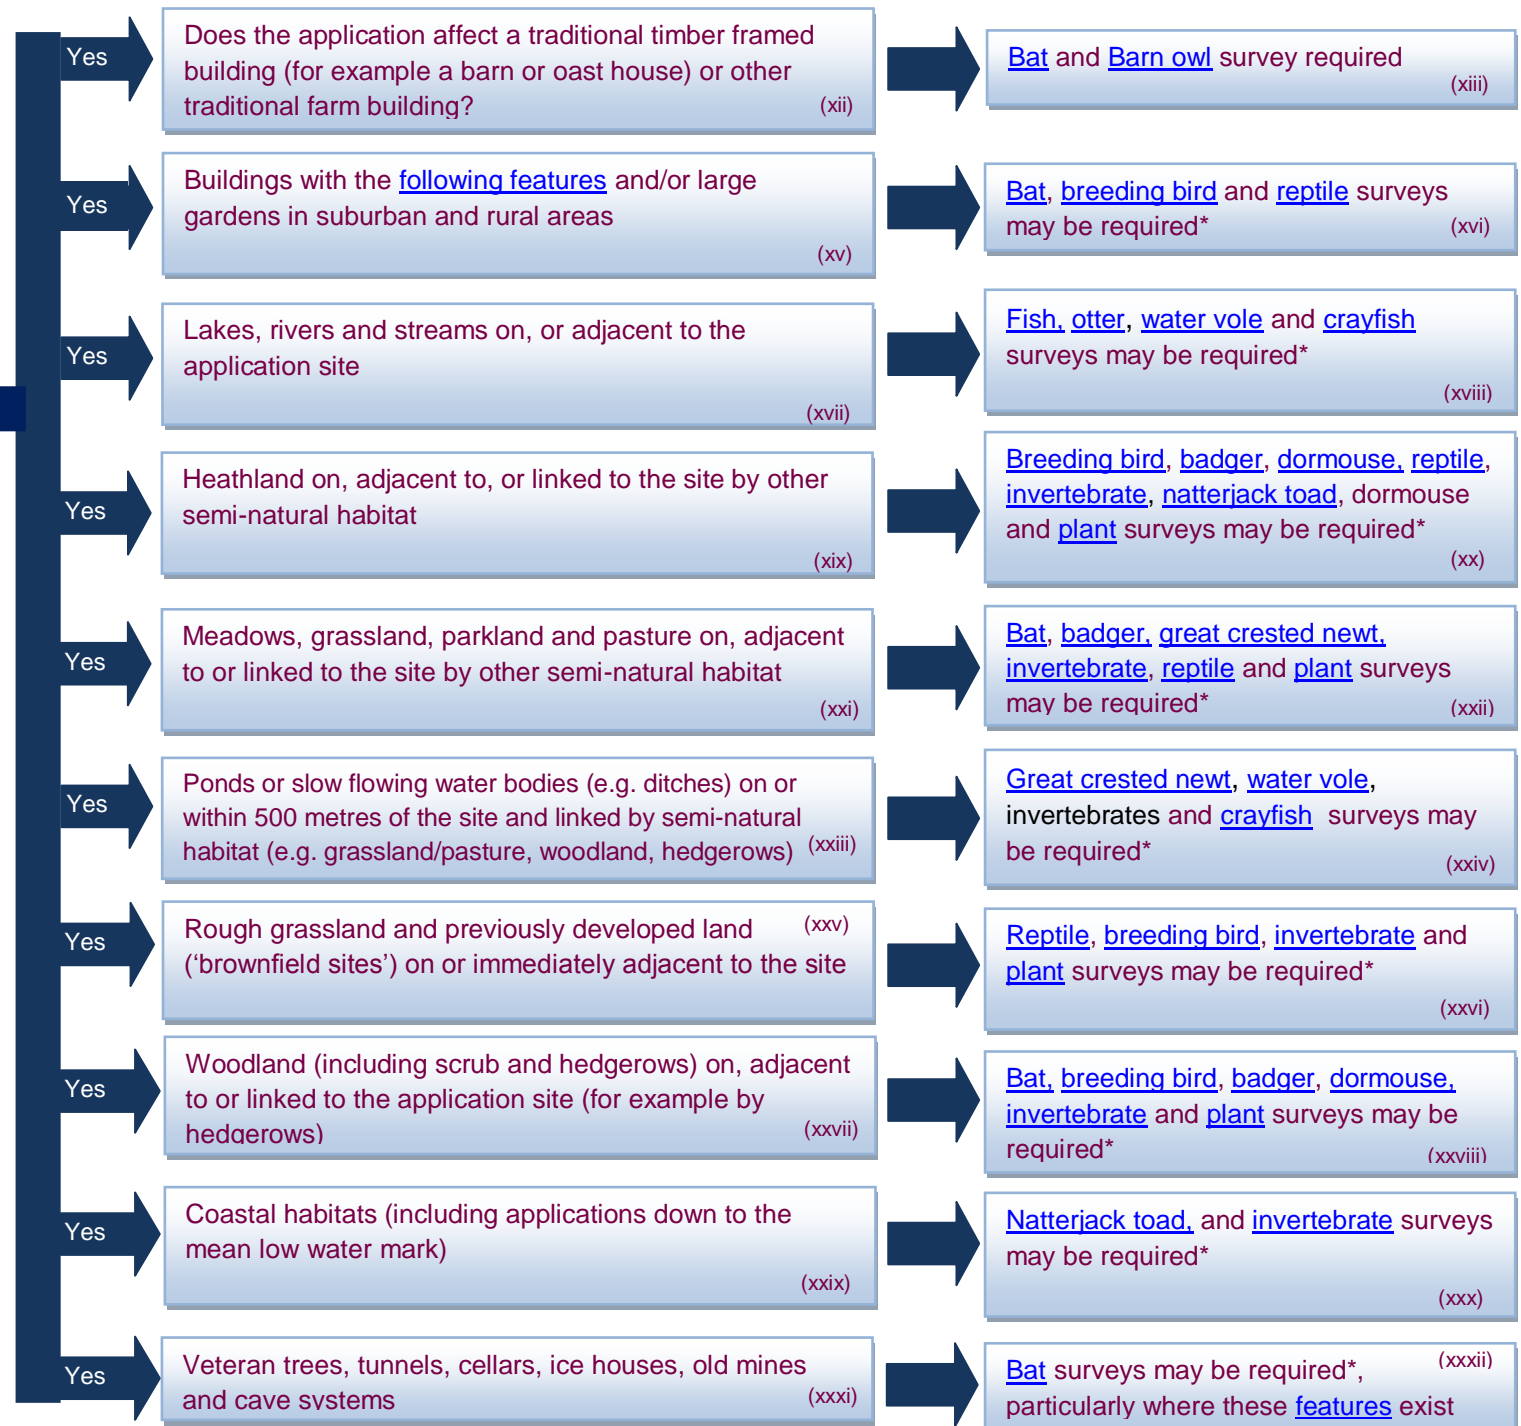 Yes
Does the application affect a traditional timber framed
building (for example a barn or oast house) or other
traditional farm building?
(xii)
Bat and Barn owl survey required
(xiii)
Yes
Buildings with the following features and/or large
gardens in suburban and rural areas
(xv)
Bat, breeding bird and reptile surveys
may be required*
(xvi)
Yes
Lakes, rivers and streams on, or adjacent to the
application site
(xvii)
Fish, otter, water vole and crayfish
surveys may be required*
(xviii)
Yes
Heathland on, adjacent to, or linked to the site by other
semi-natural habitat
(xix)
Breeding bird, badger, dormouse, reptile,
invertebrate, natterjack toad, dormouse
and plant surveys may be required*
(xx)
Yes
Meadows, grassland, parkland and pasture on, adjacent
to or linked to the site by other semi-natural habitat
(xxi)
Bat, badger, great crested newt,
invertebrate, reptile and plant surveys
may be required*
(xxii)
Yes
Ponds or slow flowing water bodies (e.g. ditches) on or
within 500 metres of the site and linked by semi-natural
habitat (e.g. grassland/pasture, woodland, hedgerows) (xxiii)
Great crested newt, water vole,
invertebrates and crayfish surveys may
be required*
(xxiv)
Yes
Rough grassland and previously developed land (xxv)
(‘brownfield sites’) on or immediately adjacent to the site
Reptile, breeding bird, invertebrate and
plant surveys may be required*
(xxvi)
Yes
Woodland (including scrub and hedgerows) on, adjacent
to or linked to the application site (for example by
hedgerows)
(xxvii)
Bat, breeding bird, badger, dormouse,
invertebrate and plant surveys may be
required*
(xxviii)
Yes
Coastal habitats (including applications down to the
mean low water mark)
(xxix)
Natterjack toad, and invertebrate surveys
may be required*
(xxx)
Yes
Veteran trees, tunnels, cellars, ice houses, old mines
and cave systems
(xxxi)
Bat surveys may be required*, (xxxii)
particularly where these features exist